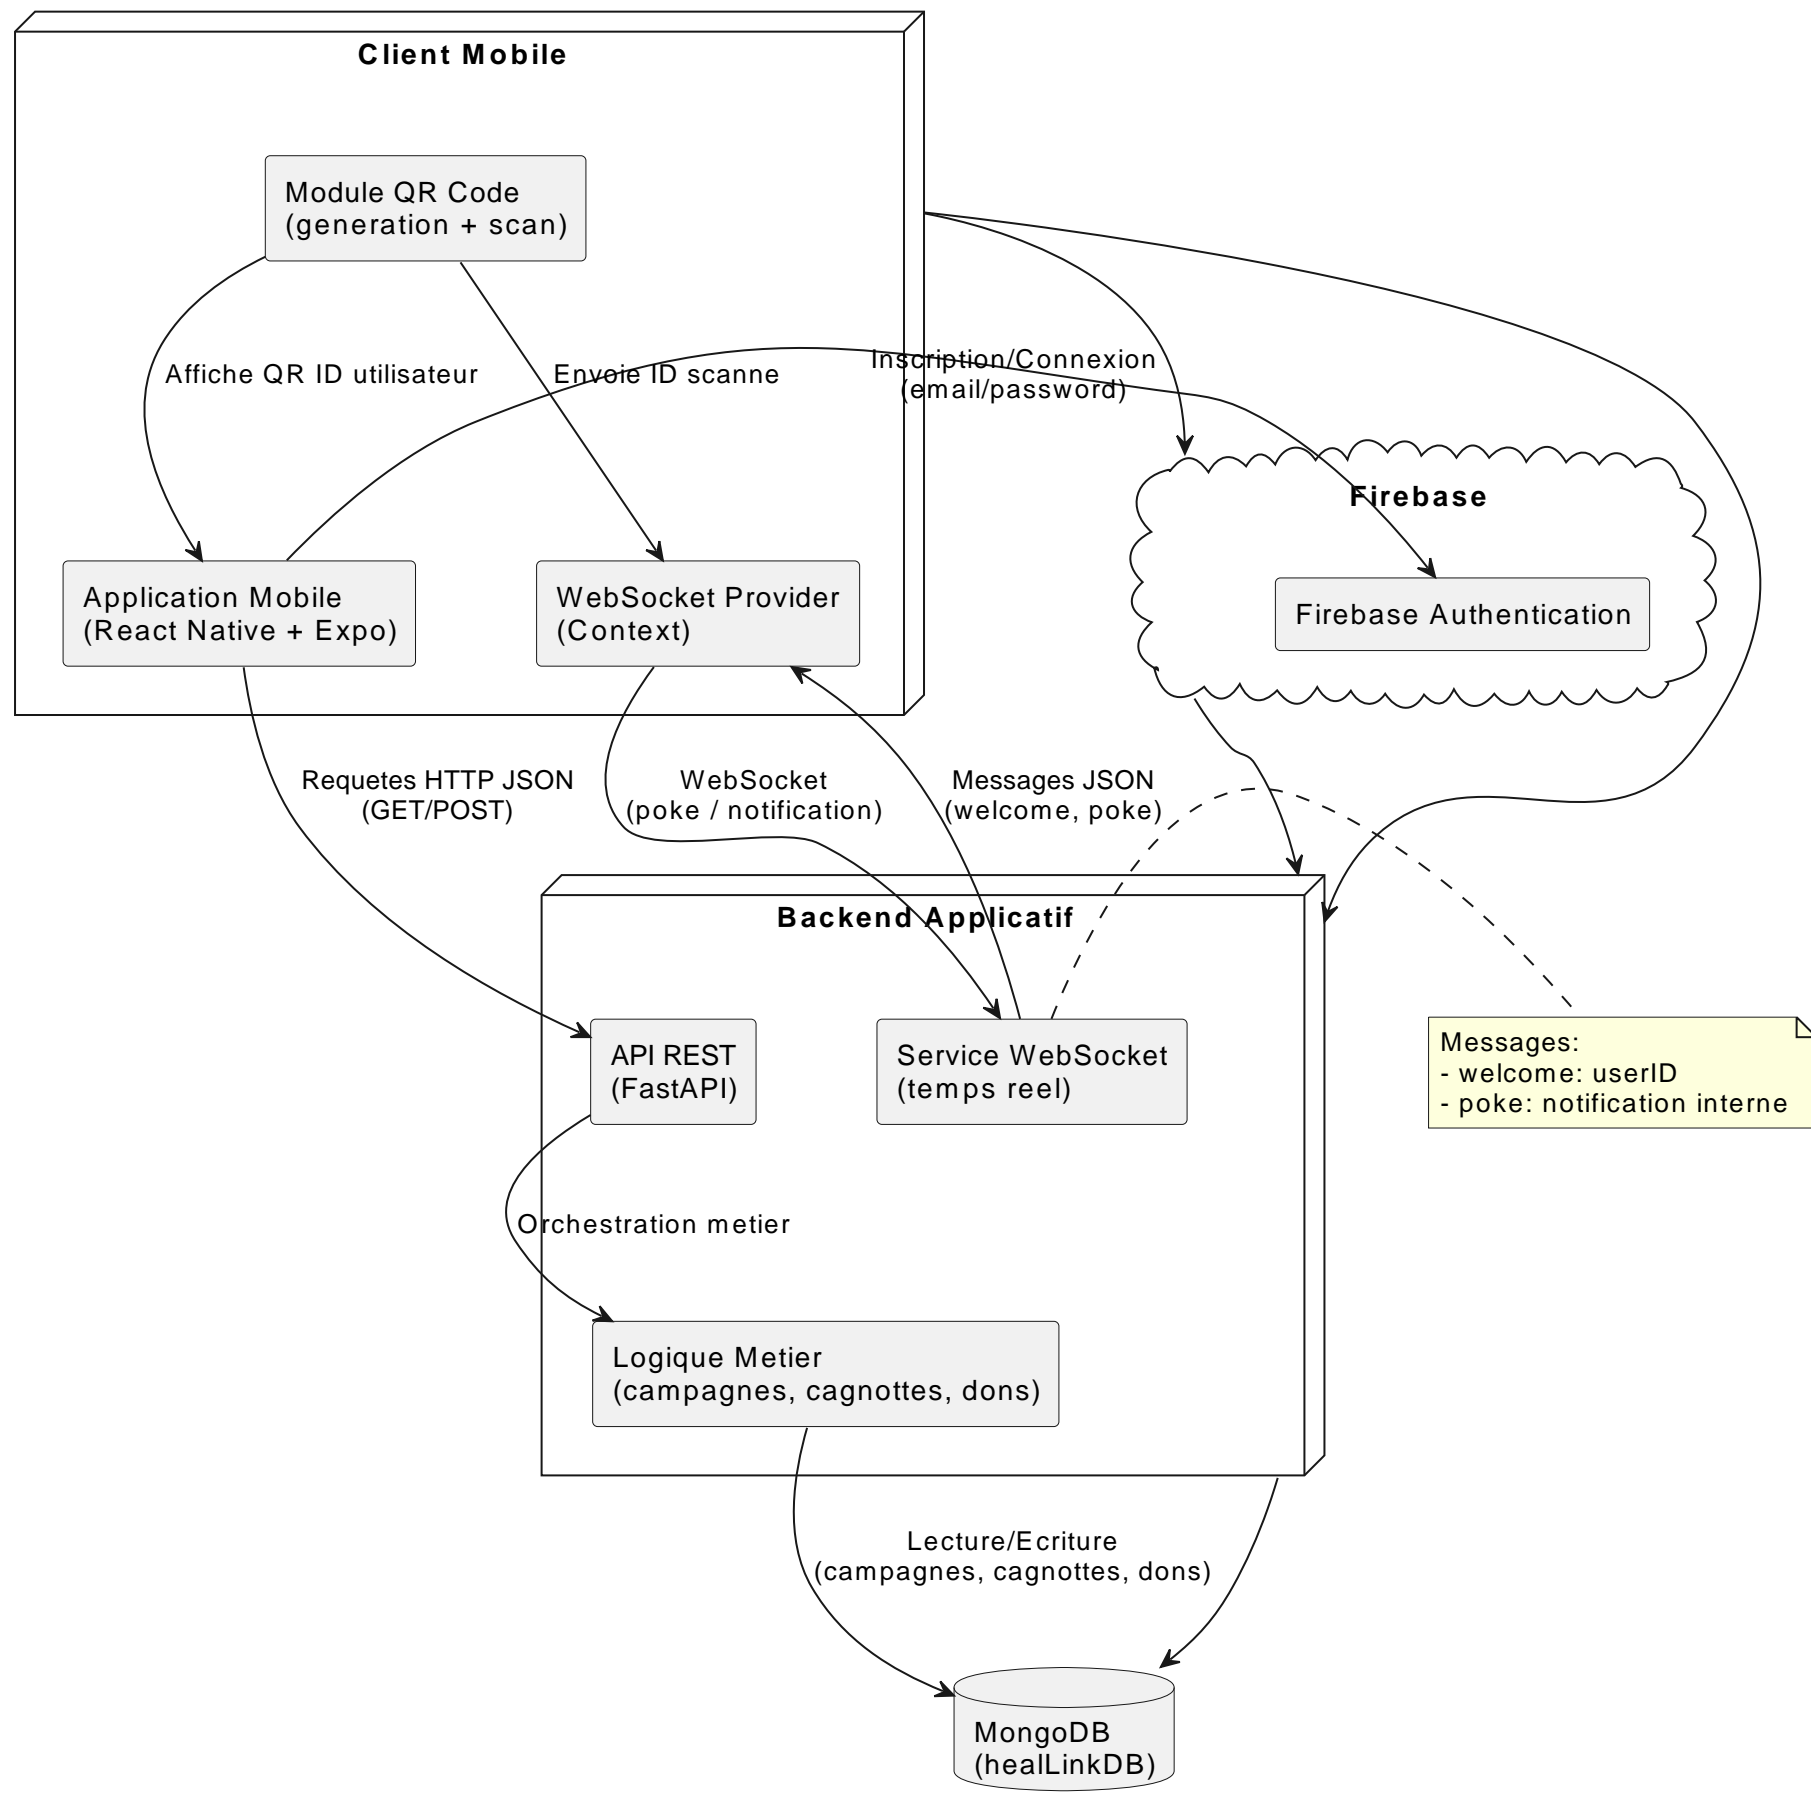 Client Mobile
Module QR Code
(generation + scan)
Affiche QR ID utilisateur
Envoie ID scanne
Inscription/Connexion
(email/password)
Firebase
Firebase Authentication
Application Mobile
(React Native + Expo)
WebSocket Provider
(Context)
Requetes HTTP JSON
(GET/POST)
WebSocket
(poke / notification)
Messages JSON
(welcome, poke)
Backend Applicatif
API REST
(FastAPI)
Service WebSocket
(temps reel)
Messages:
- welcome: userID
- poke: notification interne
Orchestration metier
Logique Metier
(campagnes, cagnottes, dons)
Lecture/Ecriture
(campagnes, cagnottes, dons)
MongoDB
(healLinkDB)